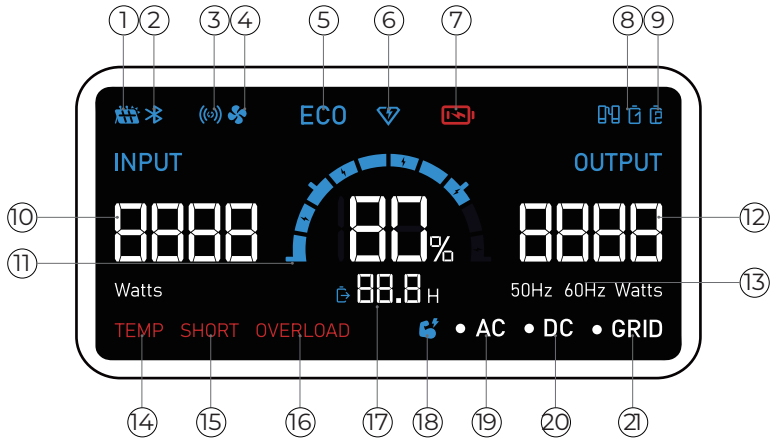 1 2 3 4 5 6 7 8 9
ECO
INPUT OUTPUT
10 8888 80% 8888 12
11 13
Watts 88.8 H 50Hz 60Hz Watts
TEMP SHORT OVERLOAD • AC • DC • GRID
14 15 16 17 18 19 20 21